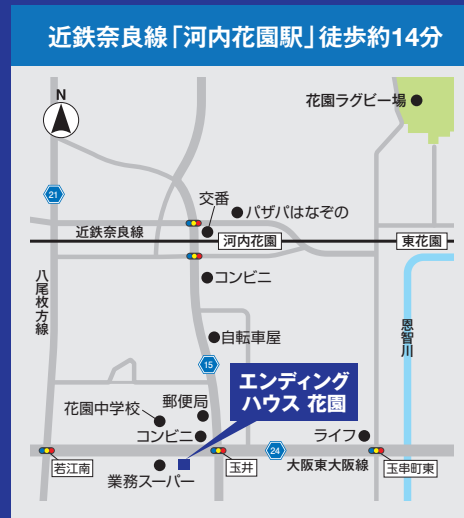 近鉄奈良線「河内花園駅」徒歩約14分
N
花園ラグビー場
21
交番
パザパはなぞの
近鉄奈良線
河内花園
東花園
コンビニ
八尾枚方線
恩智川
自転車屋
15
エンディング
ハウス 花園
花園中学校
郵便局
コンビニ
ライフ
24
若江南
玉井
大阪東大阪線
玉串町東
業務スーパー